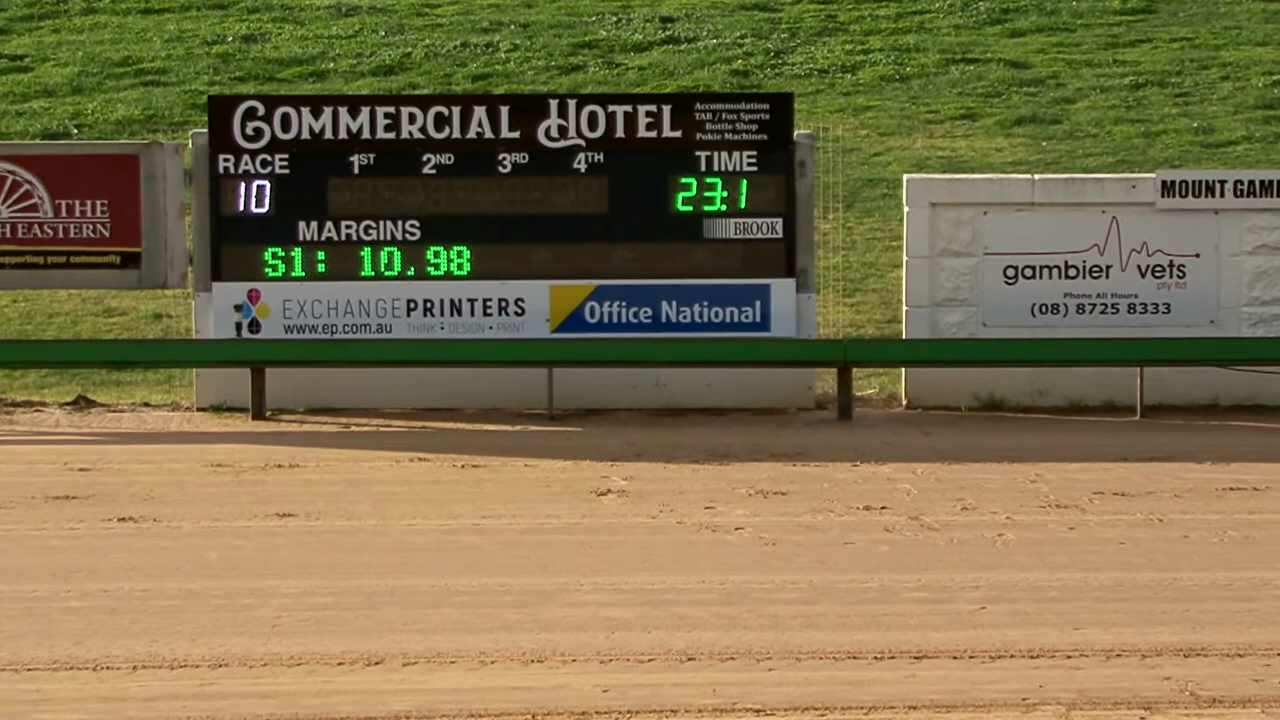 COMMERCIAL HOTEL
Accommodation
TAB / Fox Sports
Bottle Shop
Pokie Machines
RACE 1ST 2ND 3RD 4TH TIME
10 23:1
MARGINS
BROOK
S1: 10.98
EXCHANGEPRINTERS
www.ep.com.au THINK : DESIGN • PRINT
Office National
THE
H EASTERN
upporting your community
MOUNT GAMI
gambier vets
pty ltd
Phone All Hours
(08) 8725 8333